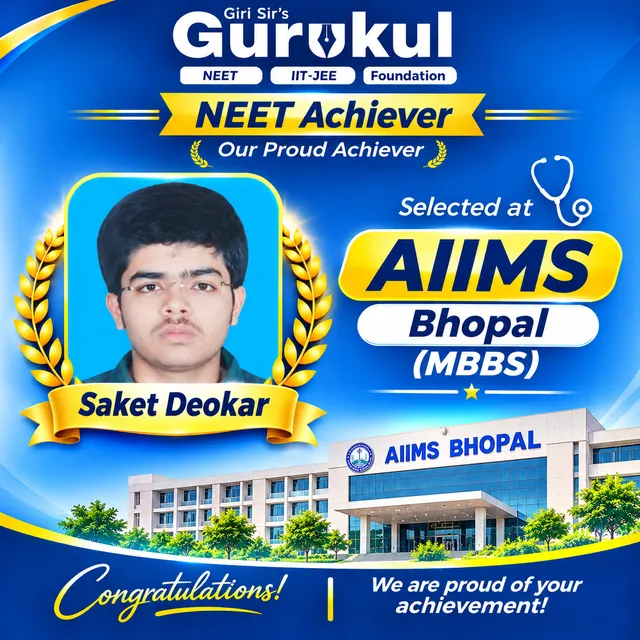 Giri Sir's
Gurukul
NEET
IIT-JEE
Foundation
NEET Achiever
Our Proud Achiever
Selected at
AIIMS
Bhopal
(MBBS)
Saket Deokar
AIIMS BHOPAL
Congratulations!
We are proud of your
achievement!